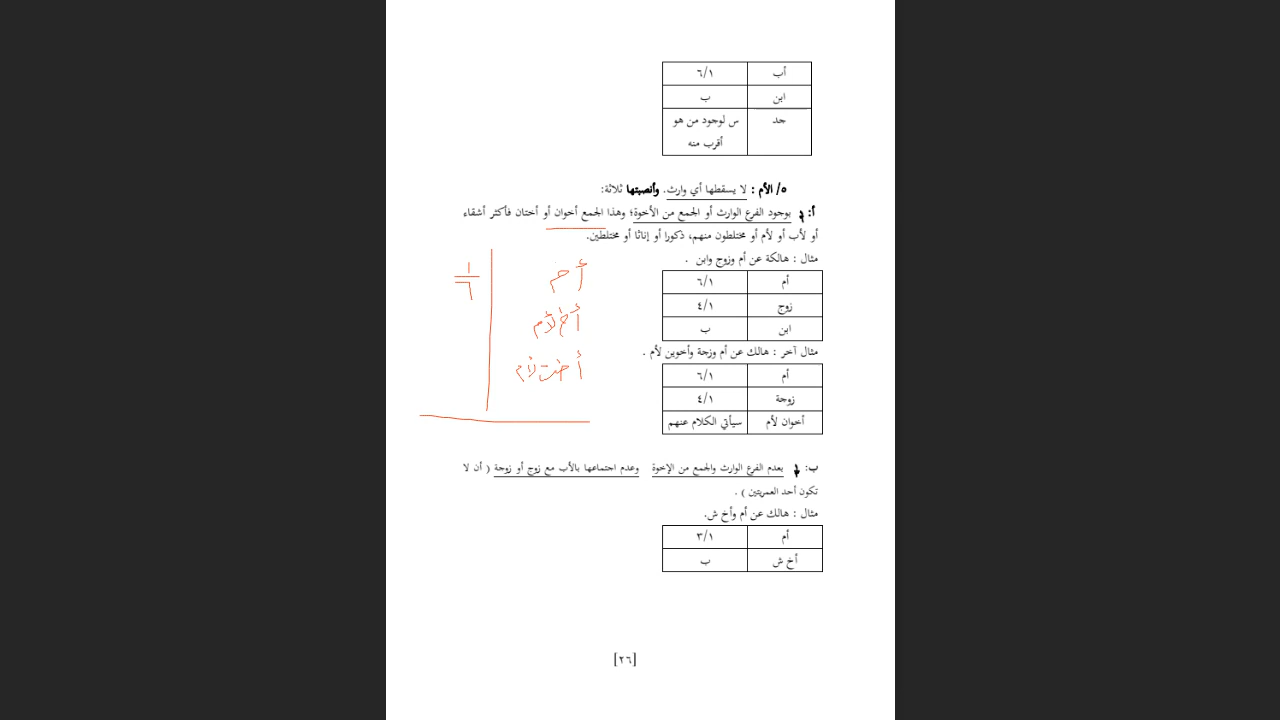 أب ٦/١
ابن ب
جد س لوجود من هو
أقرب منه
٥/ الأم : لا يسقطها أي وارث. وأنصبتها ثلاثة:
أ: بوجود الفرع الوارث أو الجمع من الأخوة؛ وهذا الجمع أخوان أو أختان فأكثر أشقاء
أو لأب أو لأم أو مختلطون منهم، ذكورا أو إناثا أو مختلطين.
مثال : هالكة عن أم وزوج وابن .
أم ٦/١
زوج ٤/١
ابن ب
مثال آخر : هالك عن أم وزجة وأخوين لأم .
أم ٦/١
زوجة ٤/١
أخوان لأم سيأتي الكلام عنهم
أم ١/٦
أخ لأم
أخت لأم
ب: بعدم الفرع الوارث والجمع من الإخوة وعدم اجتماعها بالأب مع زوج أو زوجة ( أن لا
تكون أحد العمريتين ) .
مثال : هالك عن أم وأخ ش.
أم ٣/١
أخ ش ب
[٢٦]